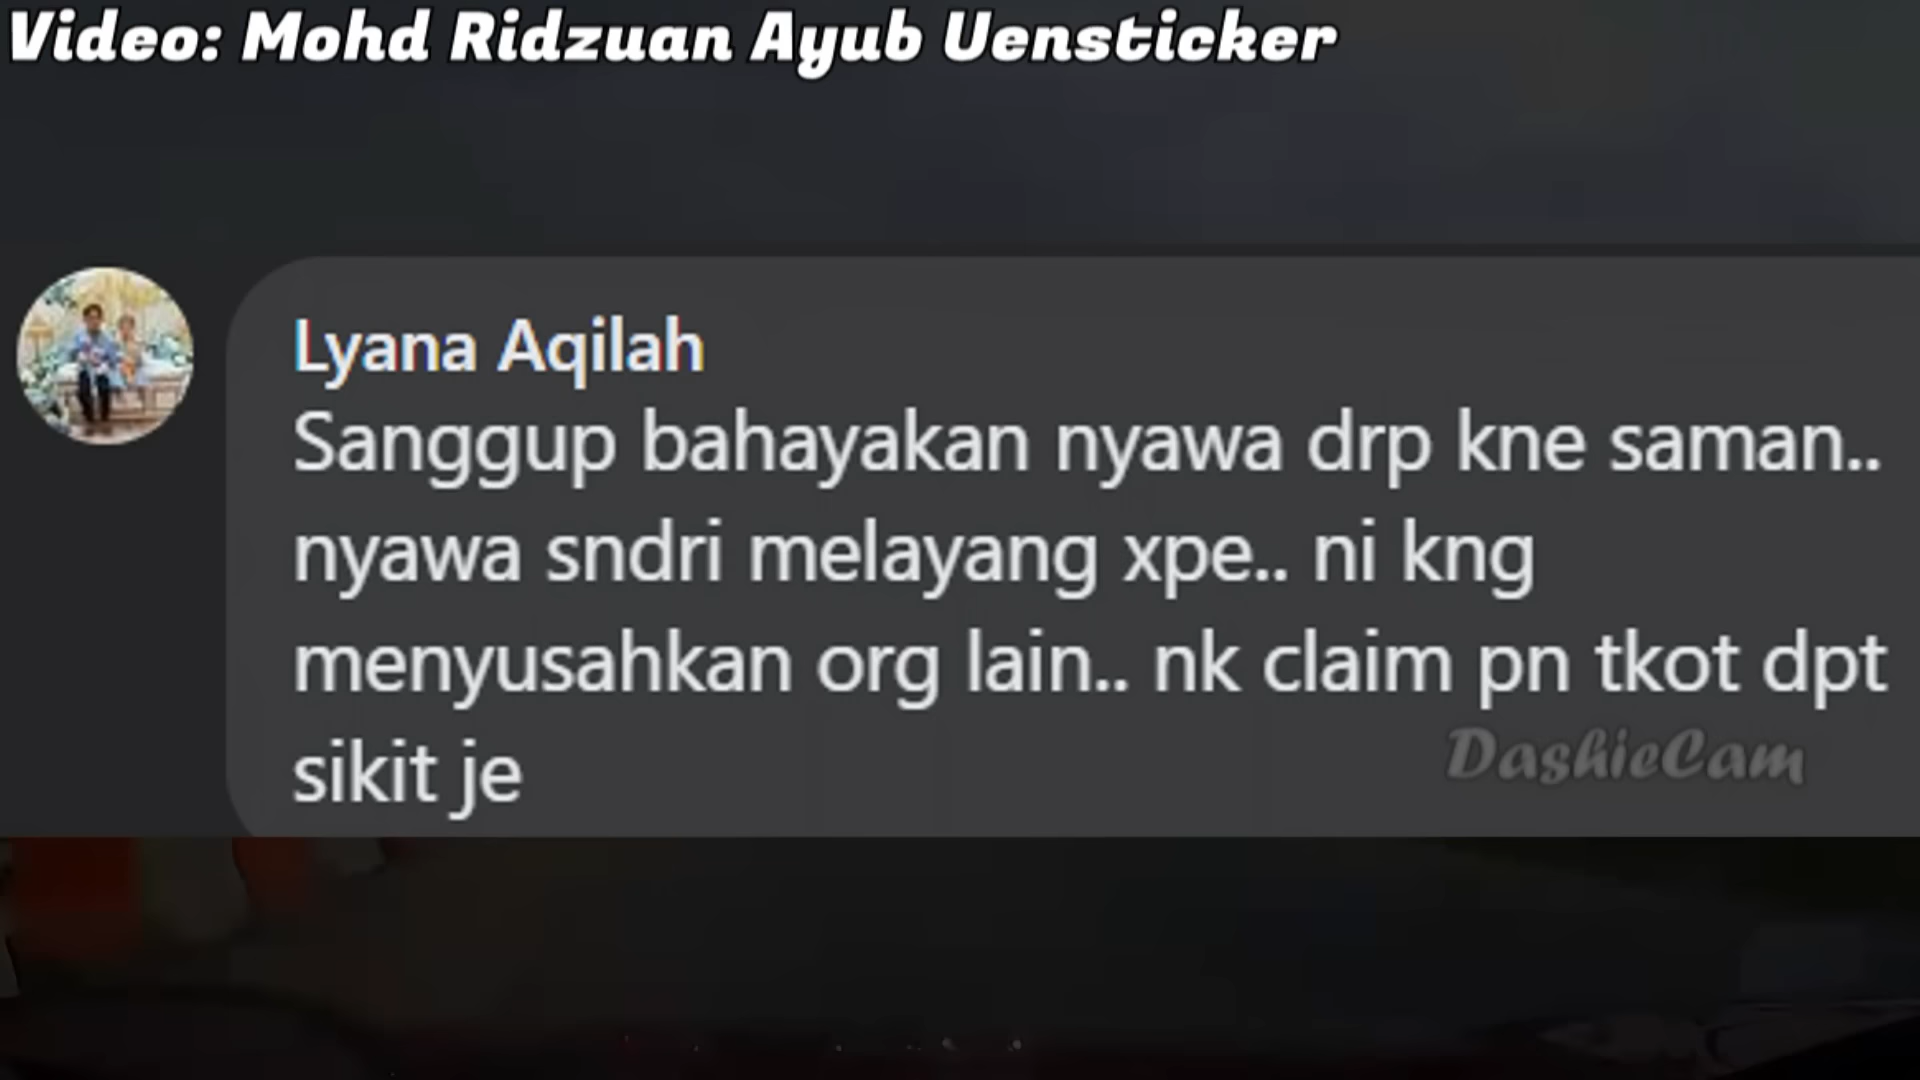 Video: Mohd Ridzuan Ayub Uensticker
Lyana Aqilah
Sanggup bahayakan nyawa drp kne saman..
nyawa sndri melayang xpe.. ni kng
menyusahkan org lain.. nk claim pn tkot dpt
sikit je
DashieCam